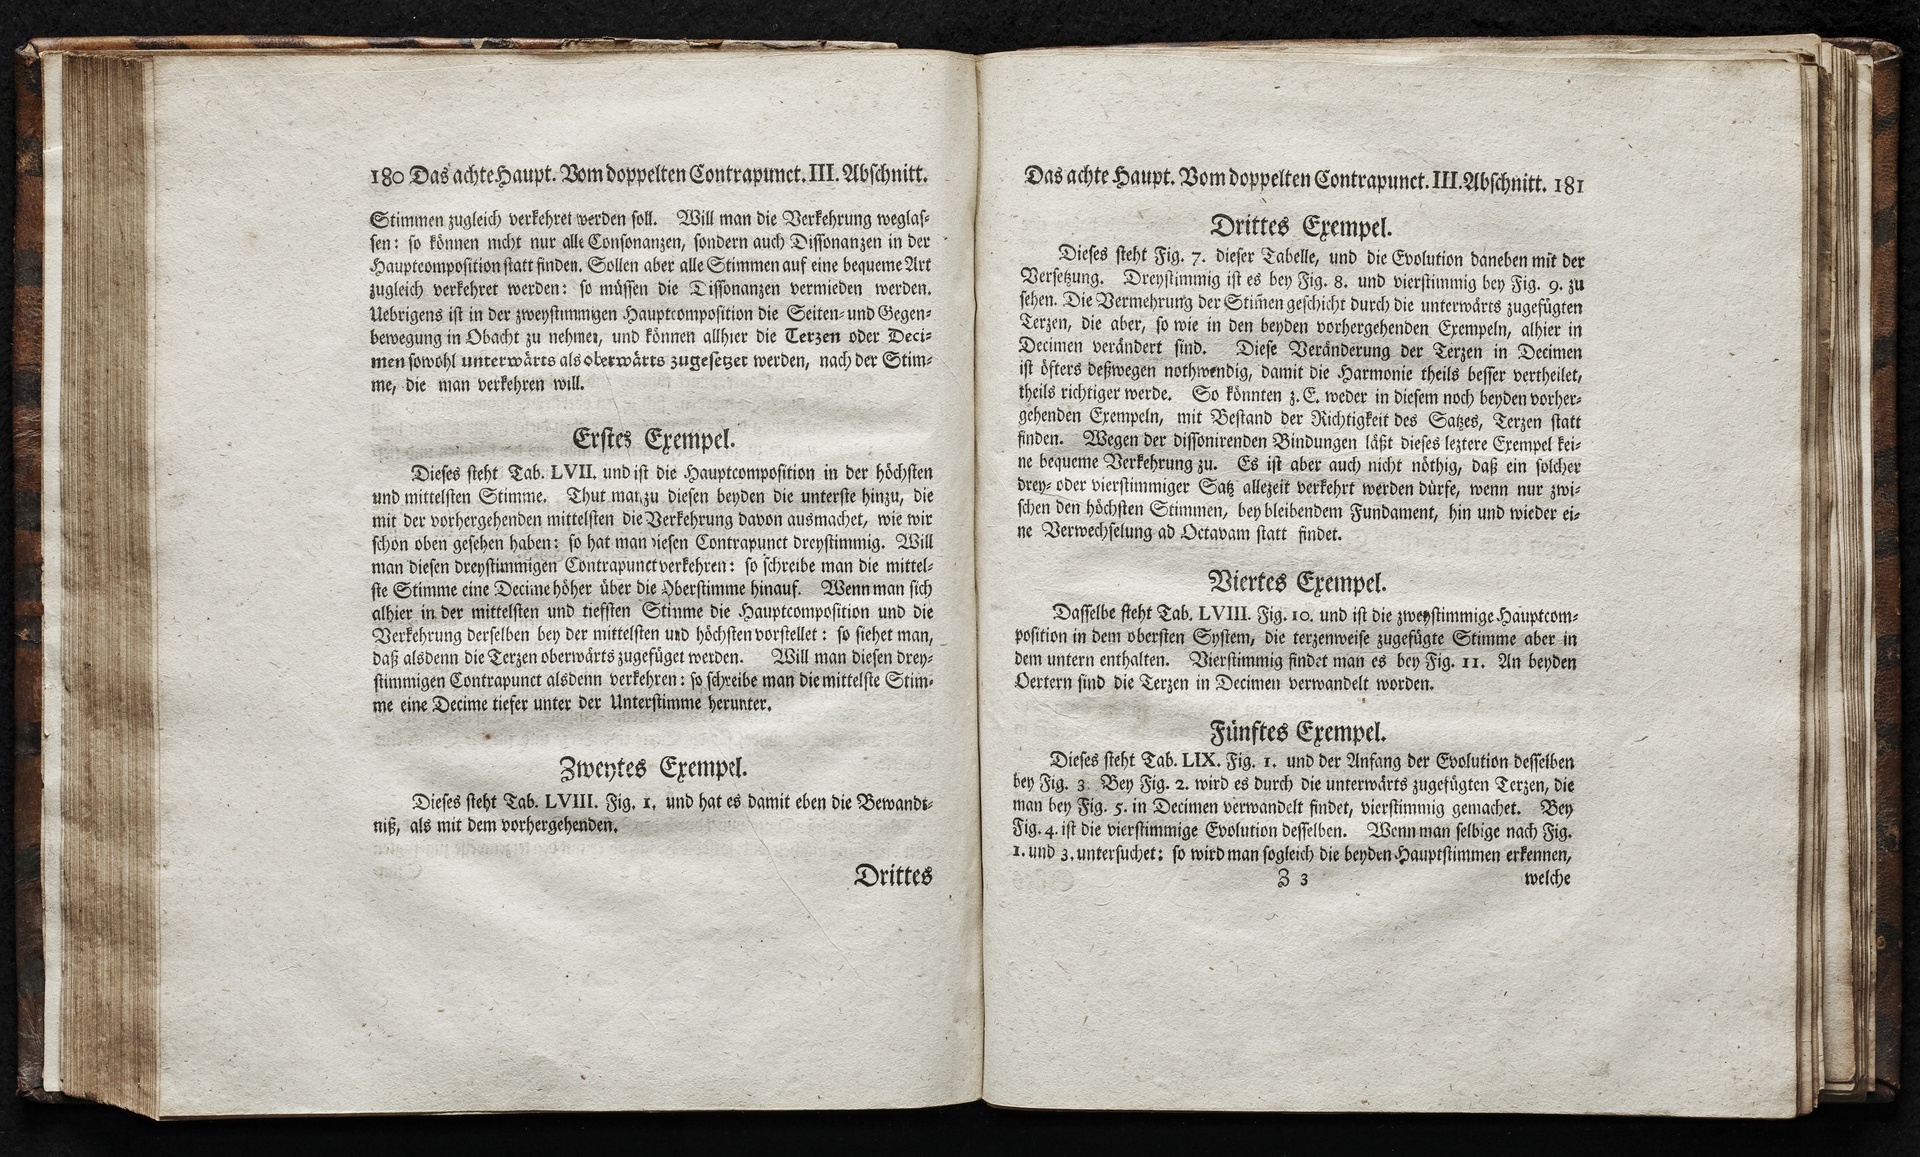 180 Das achte Haupt. Vom doppelten Contrapunct. III. Abschnitt.
Stimmen zugleich verkehret werden soll. Will man die Verkehrung weglas-
sen: so können nicht nur alle Consonanzen, sondern auch Dissonanzen in der
Hauptcomposition statt finden. Sollen aber alle Stimmen auf eine bequeme Art
zugleich verkehret werden: so müssen die Dissonanzen vermieden werden.
Uebrigens ist in der zweystimmigen Hauptcomposition die Seiten- und Gegen-
bewegung in Obacht zu nehmen, und können allhier die Terzen oder Deci-
men sowohl unterwärts als oberwärts zugesetzet werden, nach der Stim-
me, die man verkehren will.
Erstes Exempel.
Dieses steht Tab. LVII. und ist die Hauptcomposition in der höchsten
und mittelsten Stimme. Thut man zu diesen beyden die unterste hinzu, die
mit der vorhergehenden mittelsten die Verkehrung davon ausmachet, wie wir
schon oben gesehen haben: so hat man diesen Contrapunct dreystimmig. Will
man diesen dreystimmigen Contrapunct verkehren: so schreibe man die mittel-
ste Stimme eine Decime höher über die Oberstimme hinauf. Wenn man sich
alhier in der mittelsten und tiefsten Stimme die Hauptcomposition und die
Verkehrung derselben bey der mittelsten und höchsten vorstellet: so siehet man,
daß alsdenn die Terzen oberwärts zugefüget werden. Will man diesen drey-
stimmigen Contrapunct alsdenn verkehren: so schreibe man die mittelste Stim-
me eine Decime tiefer unter der Unterstimme herunter.
Zweytes Exempel.
Dieses steht Tab. LVIII. Fig. 1. und hat es damit eben die Bewandt-
niß, als mit dem vorhergehenden.
Drittes
Das achte Haupt. Vom doppelten Contrapunct. III. Abschnitt. 181
Drittes Exempel.
Dieses steht Fig. 7. dieser Tabelle, und die Evolution daneben mit der
Versetzung. Dreystimmig ist es bey Fig. 8. und vierstimmig bey Fig. 9. zu
sehen. Die Vermehrung der Stim̄en geschicht durch die unterwärts zugefügten
Terzen, die aber, so wie in den beyden vorhergehenden Exempeln, alhier in
Decimen verändert sind. Diese Veränderung der Terzen in Decimen
ist öfters deßwegen nothwendig, damit die Harmonie theils besser vertheilet,
theils richtiger werde. So könnten z. E. weder in diesem noch beyden vorher-
gehenden Exempeln, mit Bestand der Richtigkeit des Satzes, Terzen statt
finden. Wegen der dissonirenden Bindungen läßt dieses leztere Exempel kei-
ne bequeme Verkehrung zu. Es ist aber auch nicht nöthig, daß ein solcher
drey- oder vierstimmiger Satz allezeit verkehrt werden dürfe, wenn nur zwi-
schen den höchsten Stimmen, bey bleibendem Fundament, hin und wieder ei-
ne Verwechselung ad Octavam statt findet.
Viertes Exempel.
Dasselbe steht Tab. LVIII. Fig. 10. und ist die zweystimmige Hauptcom-
position in dem obersten System, die terzenweise zugefügte Stimme aber in
dem untern enthalten. Vierstimmig findet man es bey Fig. 11. An beyden
Oertern sind die Terzen in Decimen verwandelt worden.
Fünftes Exempel.
Dieses steht Tab. LIX. Fig. 1. und der Anfang der Evolution desselben
bey Fig. 3. Bey Fig. 2. wird es durch die unterwärts zugefügten Terzen, die
man bey Fig. 5. in Decimen verwandelt findet, vierstimmig gemachet. Bey
Fig. 4. ist die vierstimmige Evolution desselben. Wenn man selbige nach Fig.
1. und 3. untersuchet: so wird man sogleich die beyden Hauptstimmen erkennen,
Z 3 welche